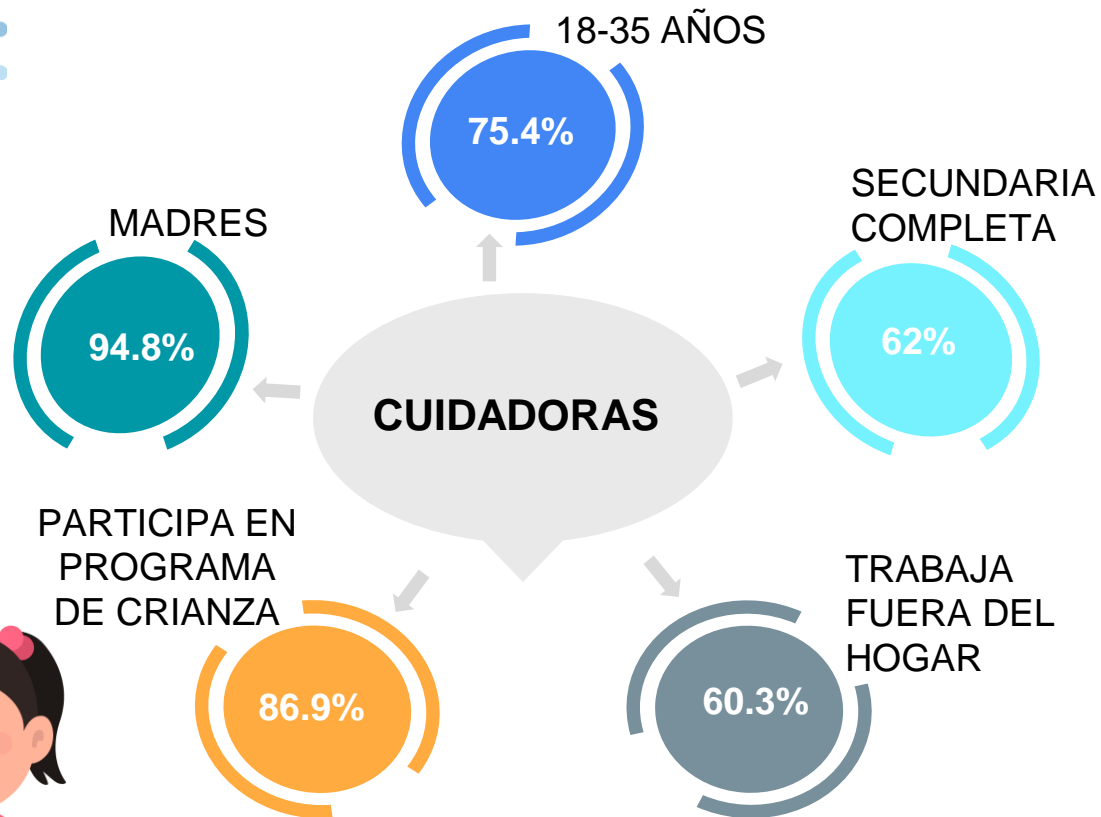 18-35 AÑOS
75.4%
SECUNDARIA
COMPLETA
62%
MADRES
94.8%
CUIDADORAS
PARTICIPA EN
PROGRAMA
DE CRIANZA
86.9%
TRABAJA
FUERA DEL
HOGAR
60.3%